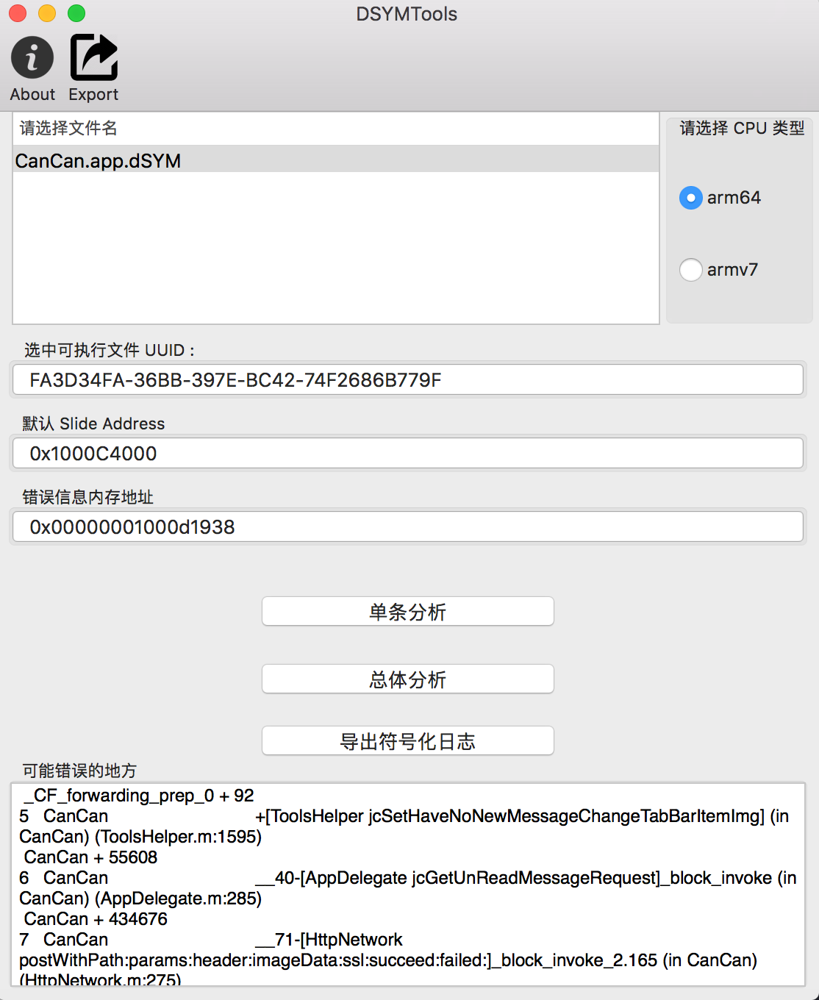 DSYMTools
About Export
请选择文件名
请选择 CPU 类型
CanCan.app.dSYM
arm64
armv7
选中可执行文件 UUID :
FA3D34FA-36BB-397E-BC42-74F2686B779F
默认 Slide Address
0x1000C4000
错误信息内存地址
0x00000001000d1938
单条分析
总体分析
导出符号化日志
可能错误的地方
_CF_forwarding_prep_0 + 92
5 CanCan +[ToolsHelper jcSetHaveNoNewMessageChangeTabBarItemImg] (in
CanCan) (ToolsHelper.m:1595)
CanCan + 55608
6 CanCan __40-[AppDelegate jcGetUnReadMessageRequest]_block_invoke (in
CanCan) (AppDelegate.m:285)
CanCan + 434676
7 CanCan __71-[HttpNetwork
postWithPath:params:header:imageData:ssl:succeed:failed:]_block_invoke_2.165 (in CanCan)
(HttpNetwork.m:275)